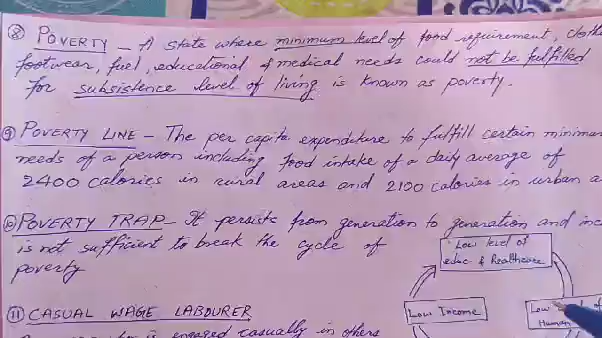 ⑧ POVERTY – A state where minimum level of food requirement, cloth
footwear, fuel, educational & medical needs could not be fulfilled
for subsistence level of living is known as poverty.
⑨ POVERTY LINE – The per capita expenditure to fulfill certain minimum
needs of a person including food intake of a daily average of
2400 calories in rural areas and 2100 calories in urban a
⑩ POVERTY TRAP – It persists from generation to generation and inc
is not sufficient to break the cycle of
poverty
Low level of
educ & Healthcare
Low Income
Low of
Human
⑪ CASUAL WAGE LABOURER
is engaged casually in others